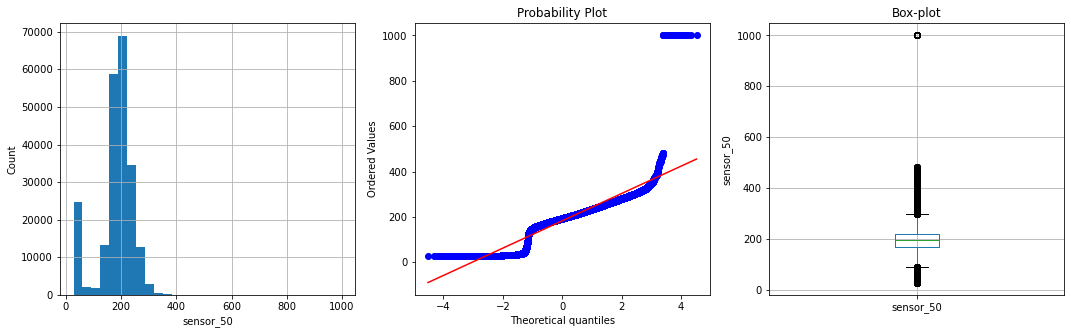 70000
60000
50000
40000
30000
20000
10000
0
Count
0 200 400 600 800 1000
sensor_50
Probability Plot
1000
800
600
400
200
0
Ordered Values
−4 −2 0 2 4
Theoretical quantiles
Box-plot
1000
800
600
400
200
0
sensor_50
sensor_50